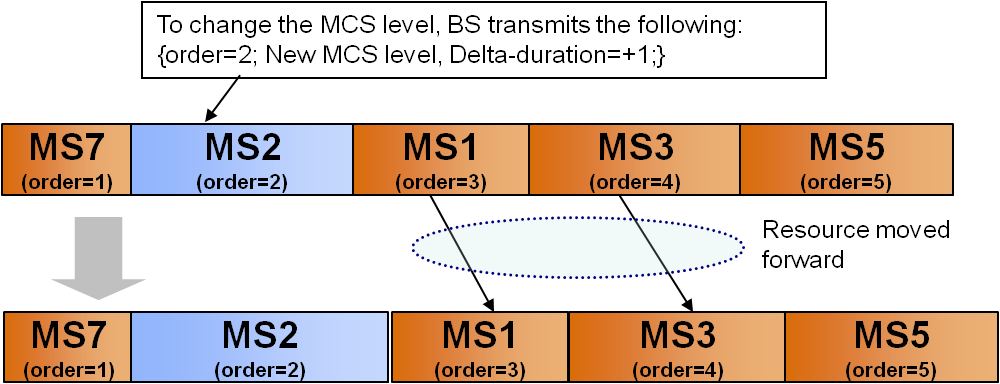 To change the MCS level, BS transmits the following:
{order=2; New MCS level, Delta-duration=+1;}
MS7 MS2 MS1 MS3 MS5
(order=1) (order=2) (order=3) (order=4) (order=5)
Resource moved
forward
MS7 MS2 MS1 MS3 MS5
(order=1) (order=2) (order=3) (order=4) (order=5)